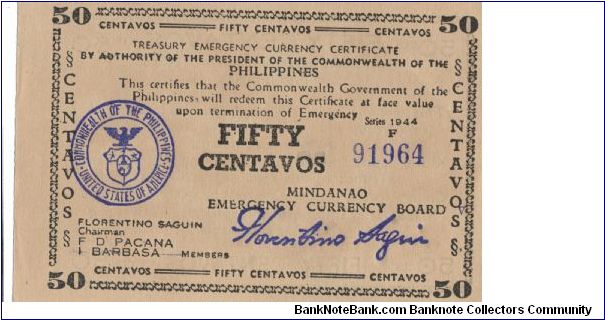 50 50
CENTAVOS FIFTY CENTAVOS CENTAVOS
TREASURY EMERGENCY CURRENCY CERTIFICATE
BY AUTHORITY OF THE PRESIDENT OF THE COMMONWEALTH OF THE
PHILIPPINES
This certifies that the Commonwealth Government of the
Philippines will redeem this Certificate at face value
upon termination of Emergency
Series 1944
F
FIFTY
CENTAVOS
91964
CENTAVOS
CENTAVOS
COMMONWEALTH OF THE PHILIPPINES
UNITED STATES OF AMERICA
MINDANAO
EMERGENCY CURRENCY BOARD
FLORENTINO SAGUIN
Chairman
F D PACANA
I BARBASA MEMBERS
Florentino Saguin
CENTAVOS FIFTY CENTAVOS CENTAVOS
50 50
BankNoteBank.com Banknote Collectors Community